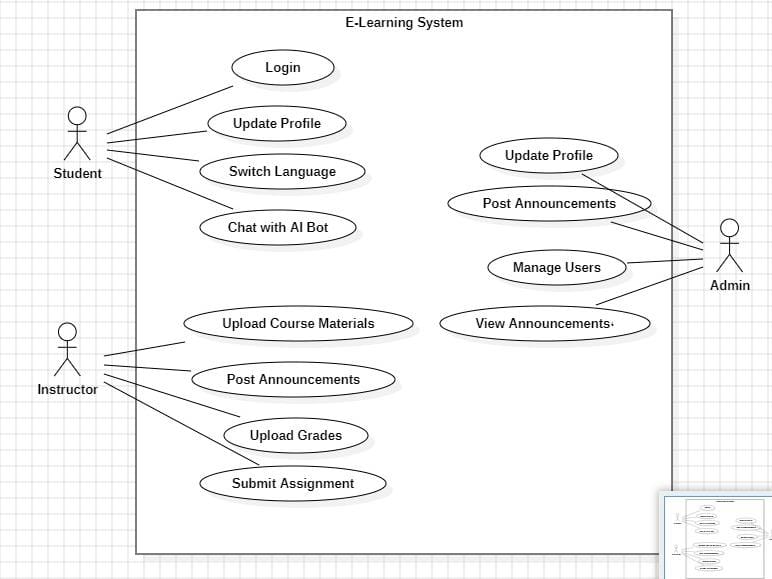 E-Learning System
Login
Update Profile
Switch Language
Chat with AI Bot
Student
Update Profile
Post Announcements
Manage Users
View Announcements
Admin
Upload Course Materials
Post Announcements
Upload Grades
Submit Assignment
Instructor